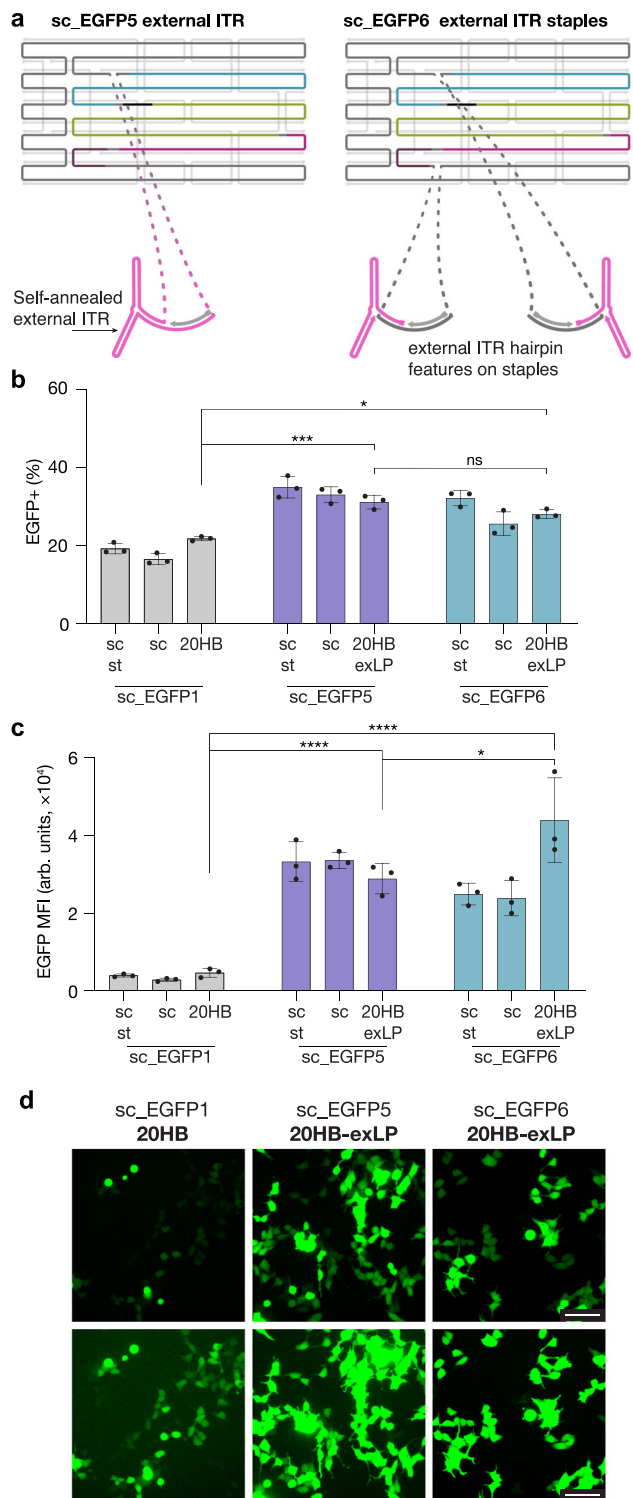 a
sc_EGFP5 external ITR
sc_EGFP6 external ITR staples
Self-annealed
external ITR
external ITR hairpin
features on staples
b
EGFP+ (%)
60
40
20
0
*
***
ns
sc
st
sc
20HB
sc
st
sc
20HB
exLP
sc
st
sc
20HB
exLP
sc_EGFP1
sc_EGFP5
sc_EGFP6
c
EGFP MFI (arb. units, ×10⁴)
6
4
2
0
****
****
*
sc
st
sc
20HB
sc
st
sc
20HB
exLP
sc
st
sc
20HB
exLP
sc_EGFP1
sc_EGFP5
sc_EGFP6
d
sc_EGFP1
20HB
sc_EGFP5
20HB-exLP
sc_EGFP6
20HB-exLP